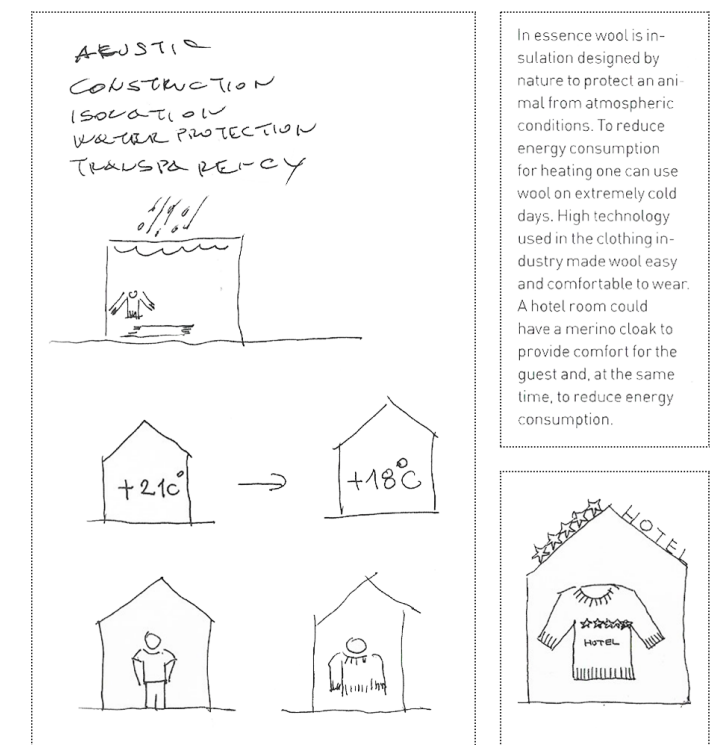 AKUSTIC
CONSTRUCTION
ISOLATION
WATER PROTECTION
TRANSPARENCY
+21C°
+18°C
In essence wool is in-
sulation designed by
nature to protect an ani-
mal from atmospheric
conditions. To reduce
energy consumption
for heating one can use
wool on extremely cold
days. High technology
used in the clothing in-
dustry made wool easy
and comfortable to wear.
A hotel room could
have a merino cloak to
provide comfort for the
guest and, at the same
time, to reduce energy
consumption.
HOTEL
HOTEL